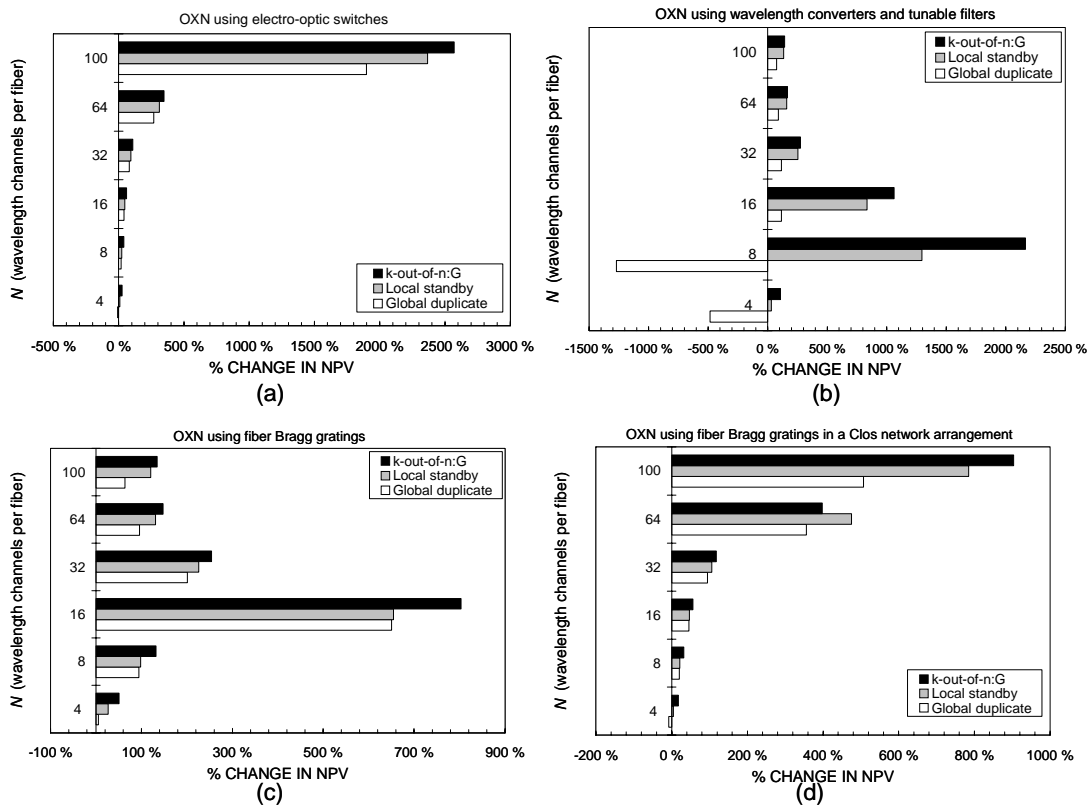 OXN using electro-optic switches
N (wavelength channels per fiber)
100
64
32
16
8
4
k-out-of-n:G
Local standby
Global duplicate
-500 % 0 % 500 % 1000 % 1500 % 2000 % 2500 % 3000 %
% CHANGE IN NPV
(a)
OXN using wavelength converters and tunable filters
N (wavelength channels per fiber)
k-out-of-n:G
Local standby
Global duplicate
100
64
32
16
8
4
-1500 % -1000 % -500 % 0 % 500 % 1000 % 1500 % 2000 % 2500 %
% CHANGE IN NPV
(b)
OXN using fiber Bragg gratings
N (wavelength channels per fiber)
k-out-of-n:G
Local standby
Global duplicate
100
64
32
16
8
4
-100 % 100 % 300 % 500 % 700 % 900 %
% CHANGE IN NPV
(c)
OXN using fiber Bragg gratings in a Clos network arrangement
N (wavelength channels per fiber)
100
64
32
16
8
4
k-out-of-n:G
Local standby
Global duplicate
-200 % 0 % 200 % 400 % 600 % 800 % 1000 %
% CHANGE IN NPV
(d)